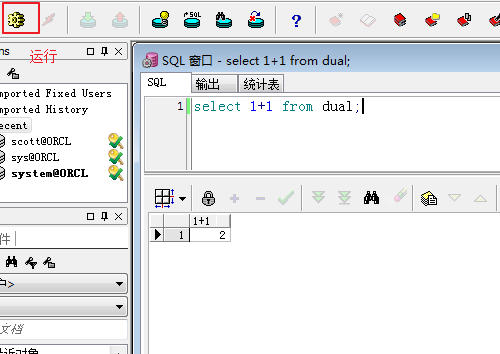 运行
SQL 窗口 - select 1+1 from dual;
SQL 输出 统计表
1 select 1+1 from dual;
mported Fixed Users
mported History
ecent
scott@ORCL
sys@ORCL
system@ORCL
1+1
1 2
件
>
文档
对象